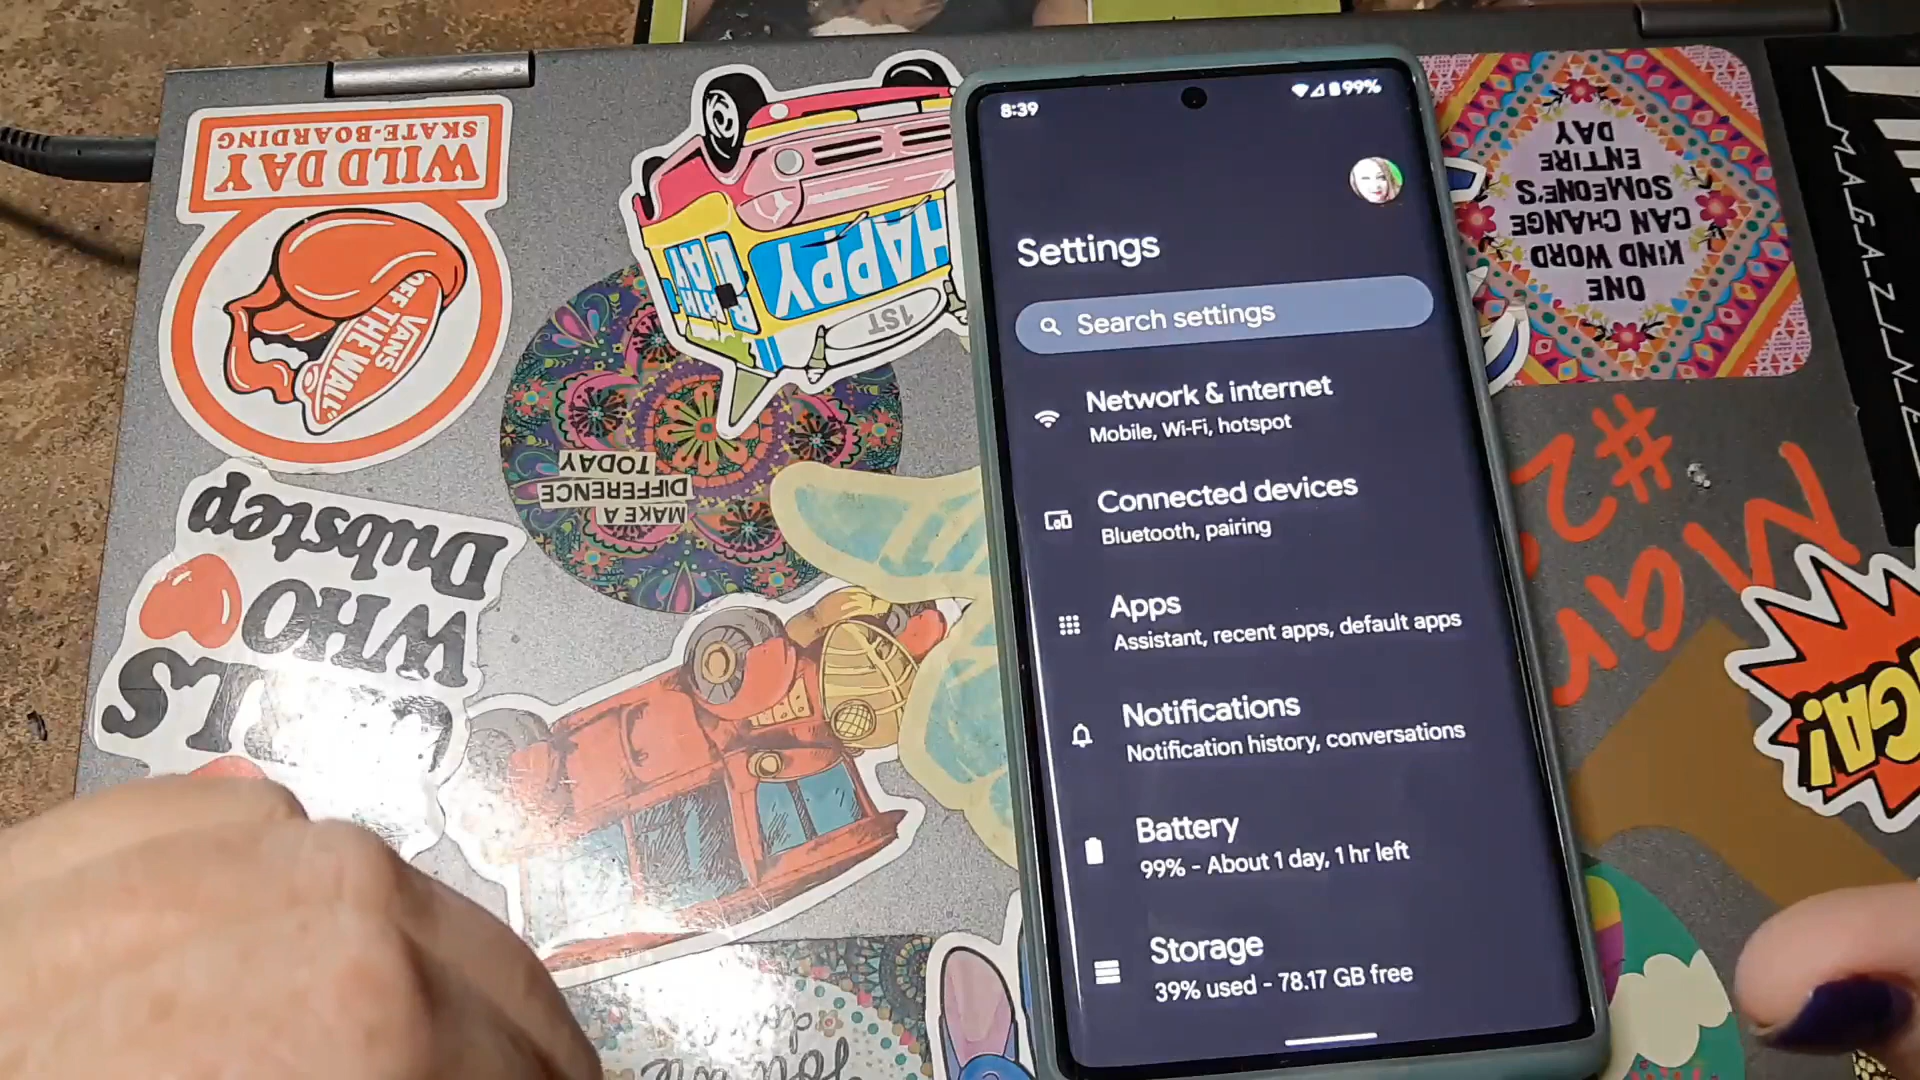 8:39
99%
Settings
Search settings
Network & internet
Mobile, Wi-Fi, hotspot
Connected devices
Bluetooth, pairing
Apps
Assistant, recent apps, default apps
Notifications
Notification history, conversations
Battery
99% - About 1 day, 1 hr left
Storage
39% used - 78.17 GB free
WILD DAY
SKATE-BOARDING
VANS
"OFF THE WALL"
HAPPY
DAY
1ST
MAKE A
DIFFERENCE
TODAY
WHO
Dubstep
ONE
KIND WORD
CAN CHANGE
SOMEONE'S
ENTIRE
DAY
MAGAZINE